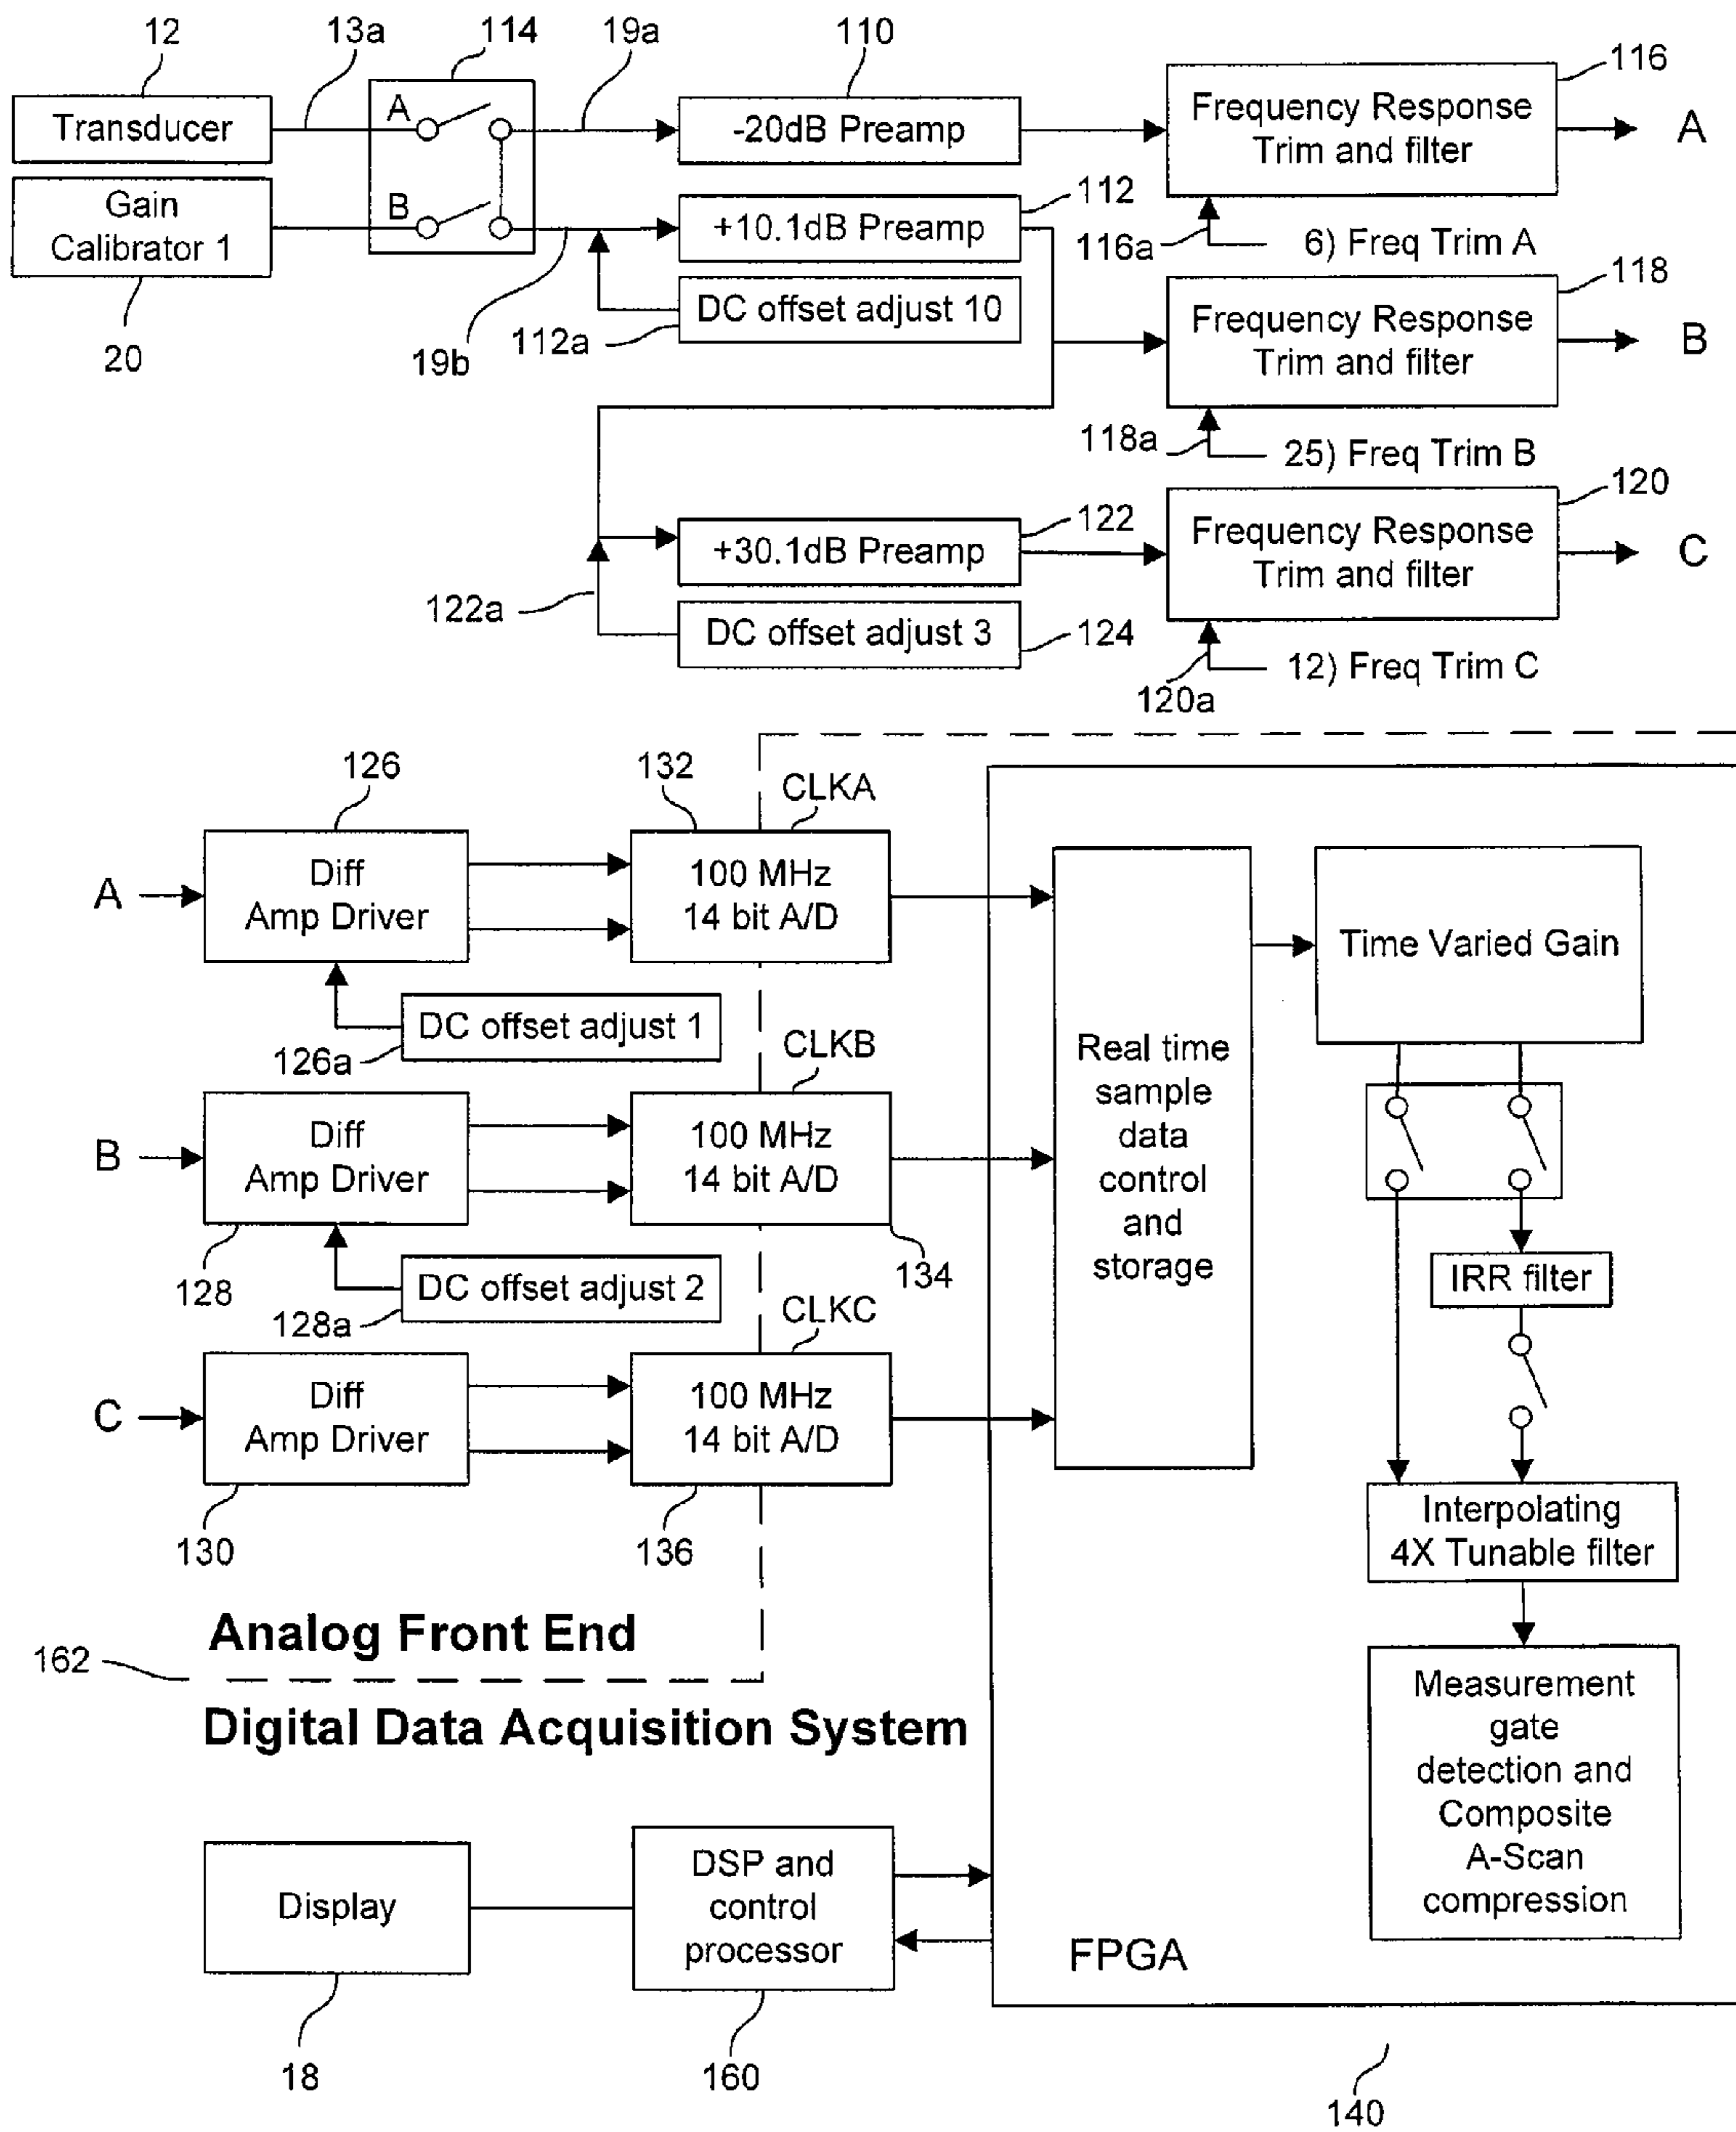 12
13a
114
19a
110
116
Transducer
A
-20dB Preamp
Frequency Response
Trim and filter
A
Gain
Calibrator 1
B
112
+10.1dB Preamp
116a
6) Freq Trim A
118
20
19b
112a
DC offset adjust 10
Frequency Response
Trim and filter
B
118a
25) Freq Trim B
120
122
+30.1dB Preamp
Frequency Response
Trim and filter
C
122a
DC offset adjust 3
124
120a
12) Freq Trim C
126
132
CLKA
A
Diff
Amp Driver
100 MHz
14 bit A/D
Time Varied Gain
DC offset adjust 1
126a
CLKB
Real time
sample
data
control
and
storage
B
Diff
Amp Driver
100 MHz
14 bit A/D
128
DC offset adjust 2
128a
134
IRR filter
CLKC
C
Diff
Amp Driver
100 MHz
14 bit A/D
130
136
Interpolating
4X Tunable filter
Analog Front End
162
Digital Data Acquisition System
Measurement
gate
detection and
Composite
A-Scan
compression
Display
DSP and
control
processor
FPGA
18
160
140